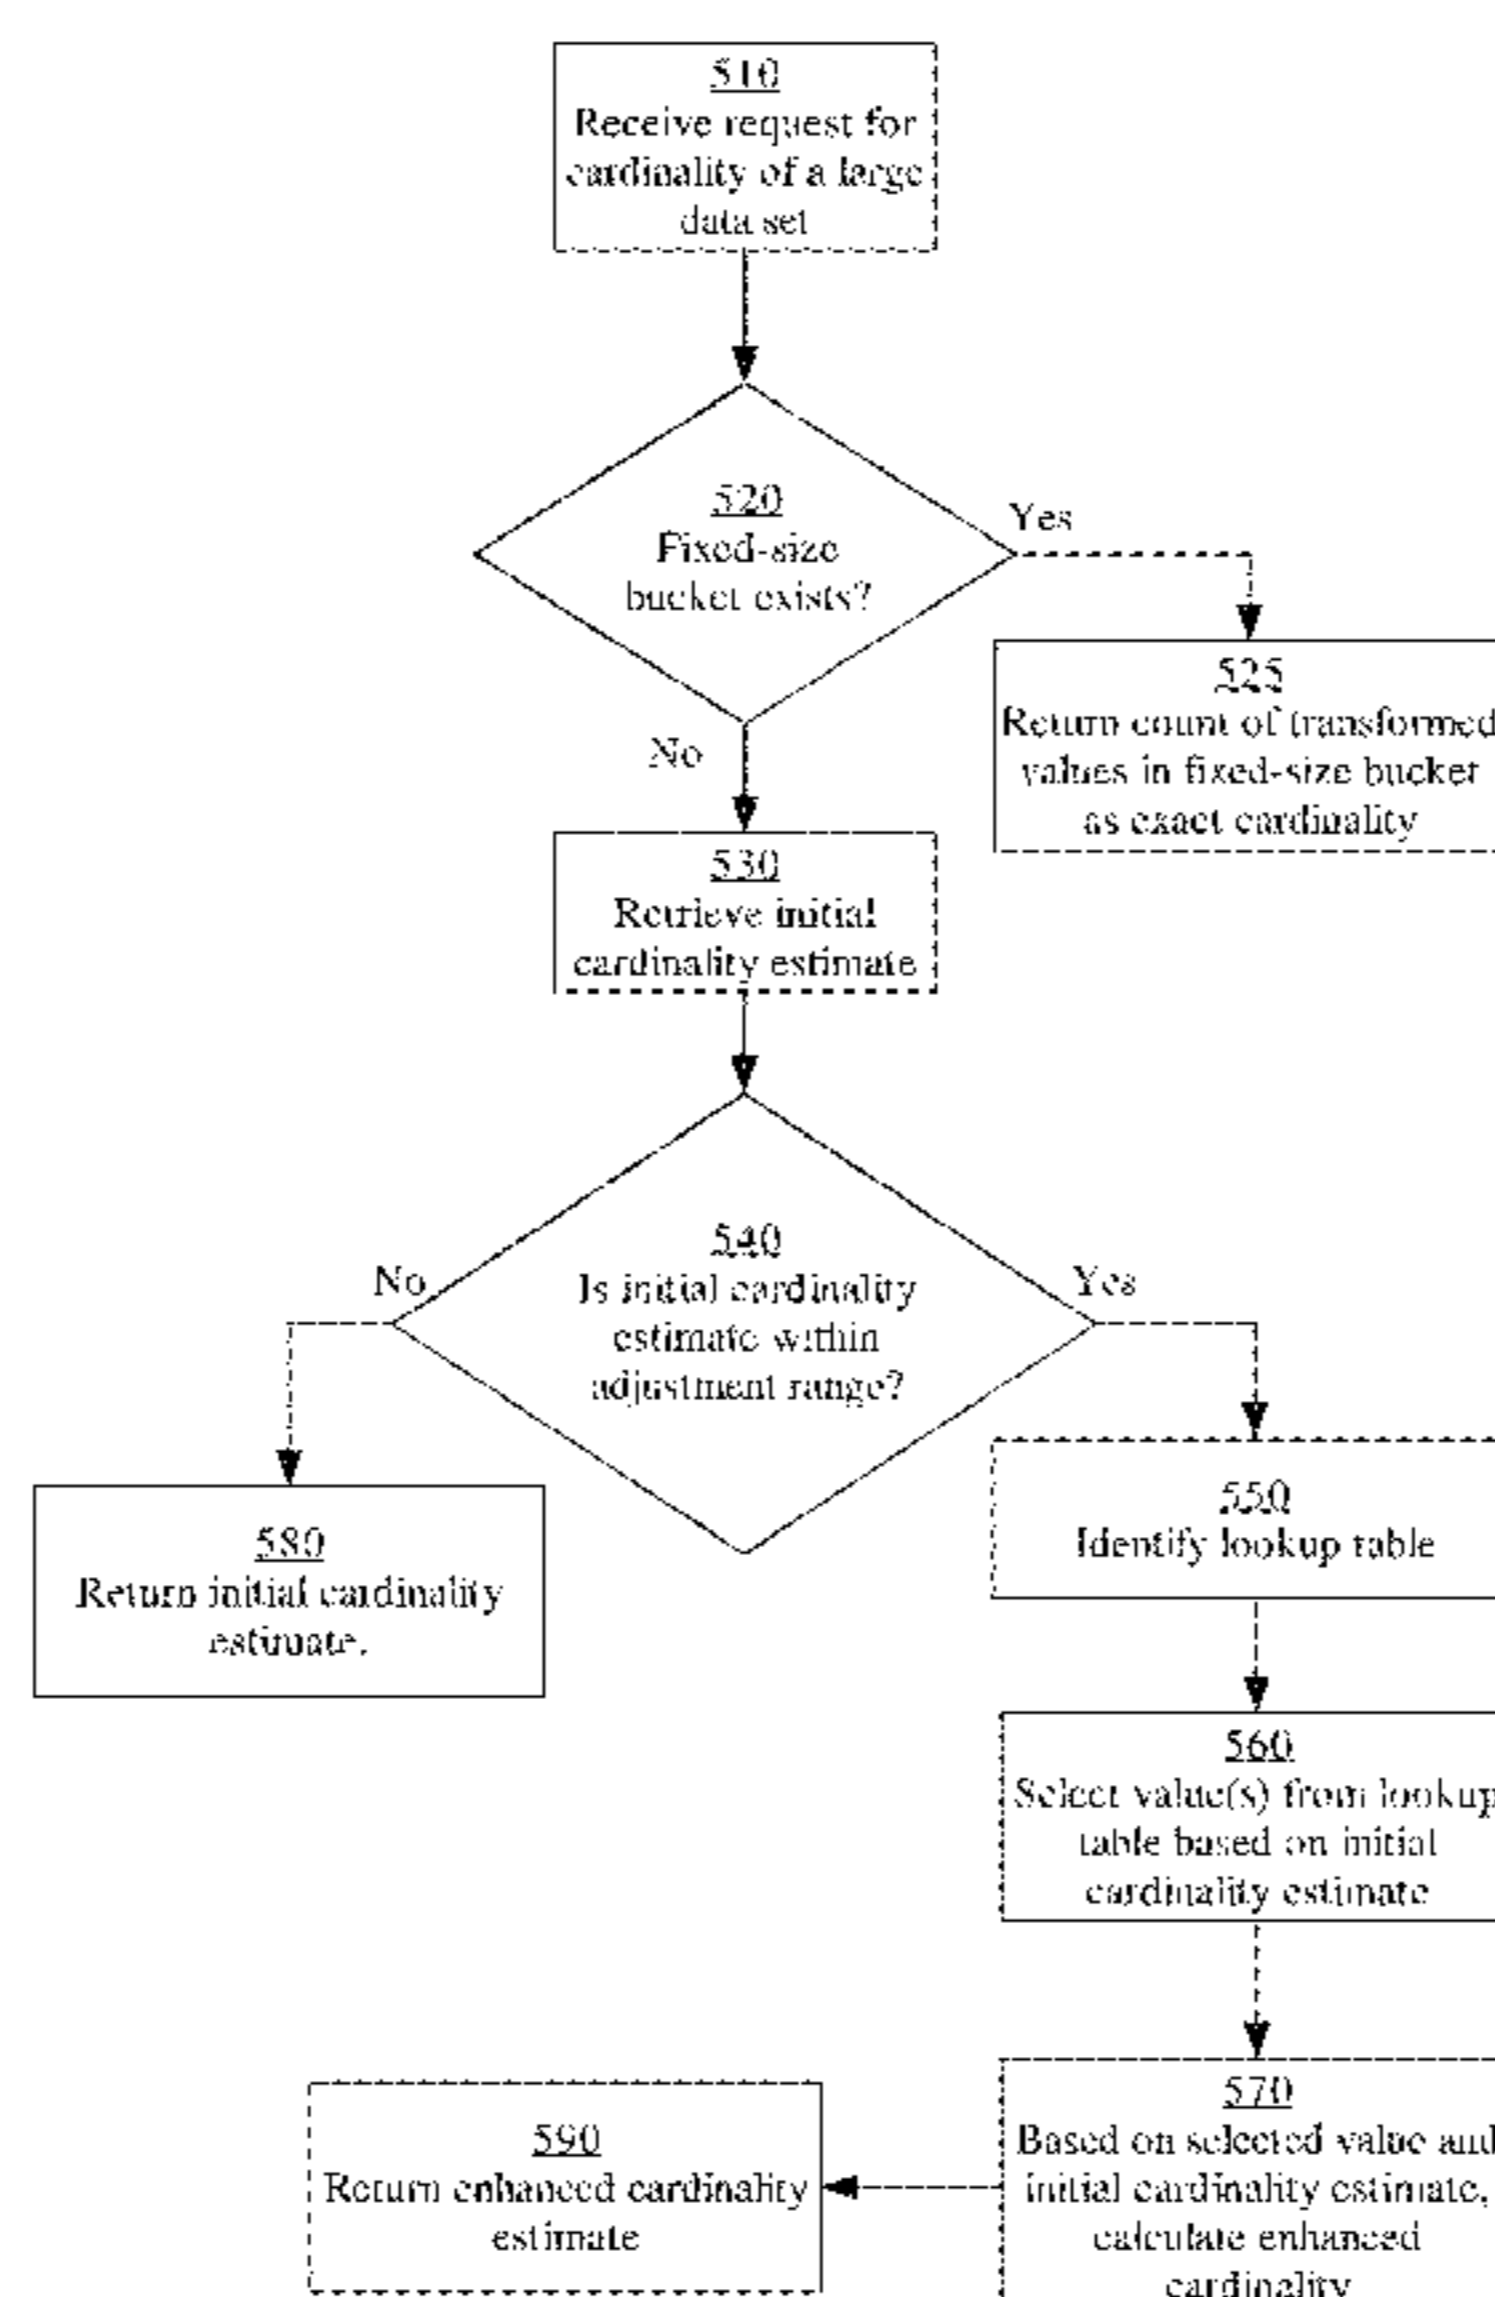 510
Receive request for
cardinality of a large
data set
520
Fixed-size
bucket exists?
Yes
525
Return count of transformed
values in fixed-size bucket
as exact cardinality
No
530
Retrieve initial
cardinality estimate
540
Is initial cardinality
estimate within
adjustment range?
No
Yes
580
Return initial cardinality
estimate.
550
Identify lookup table
560
Select value(s) from lookup
table based on initial
cardinality estimate
570
Based on selected value and
initial cardinality estimate,
calculate enhanced
cardinality
590
Return enhanced cardinality
estimate